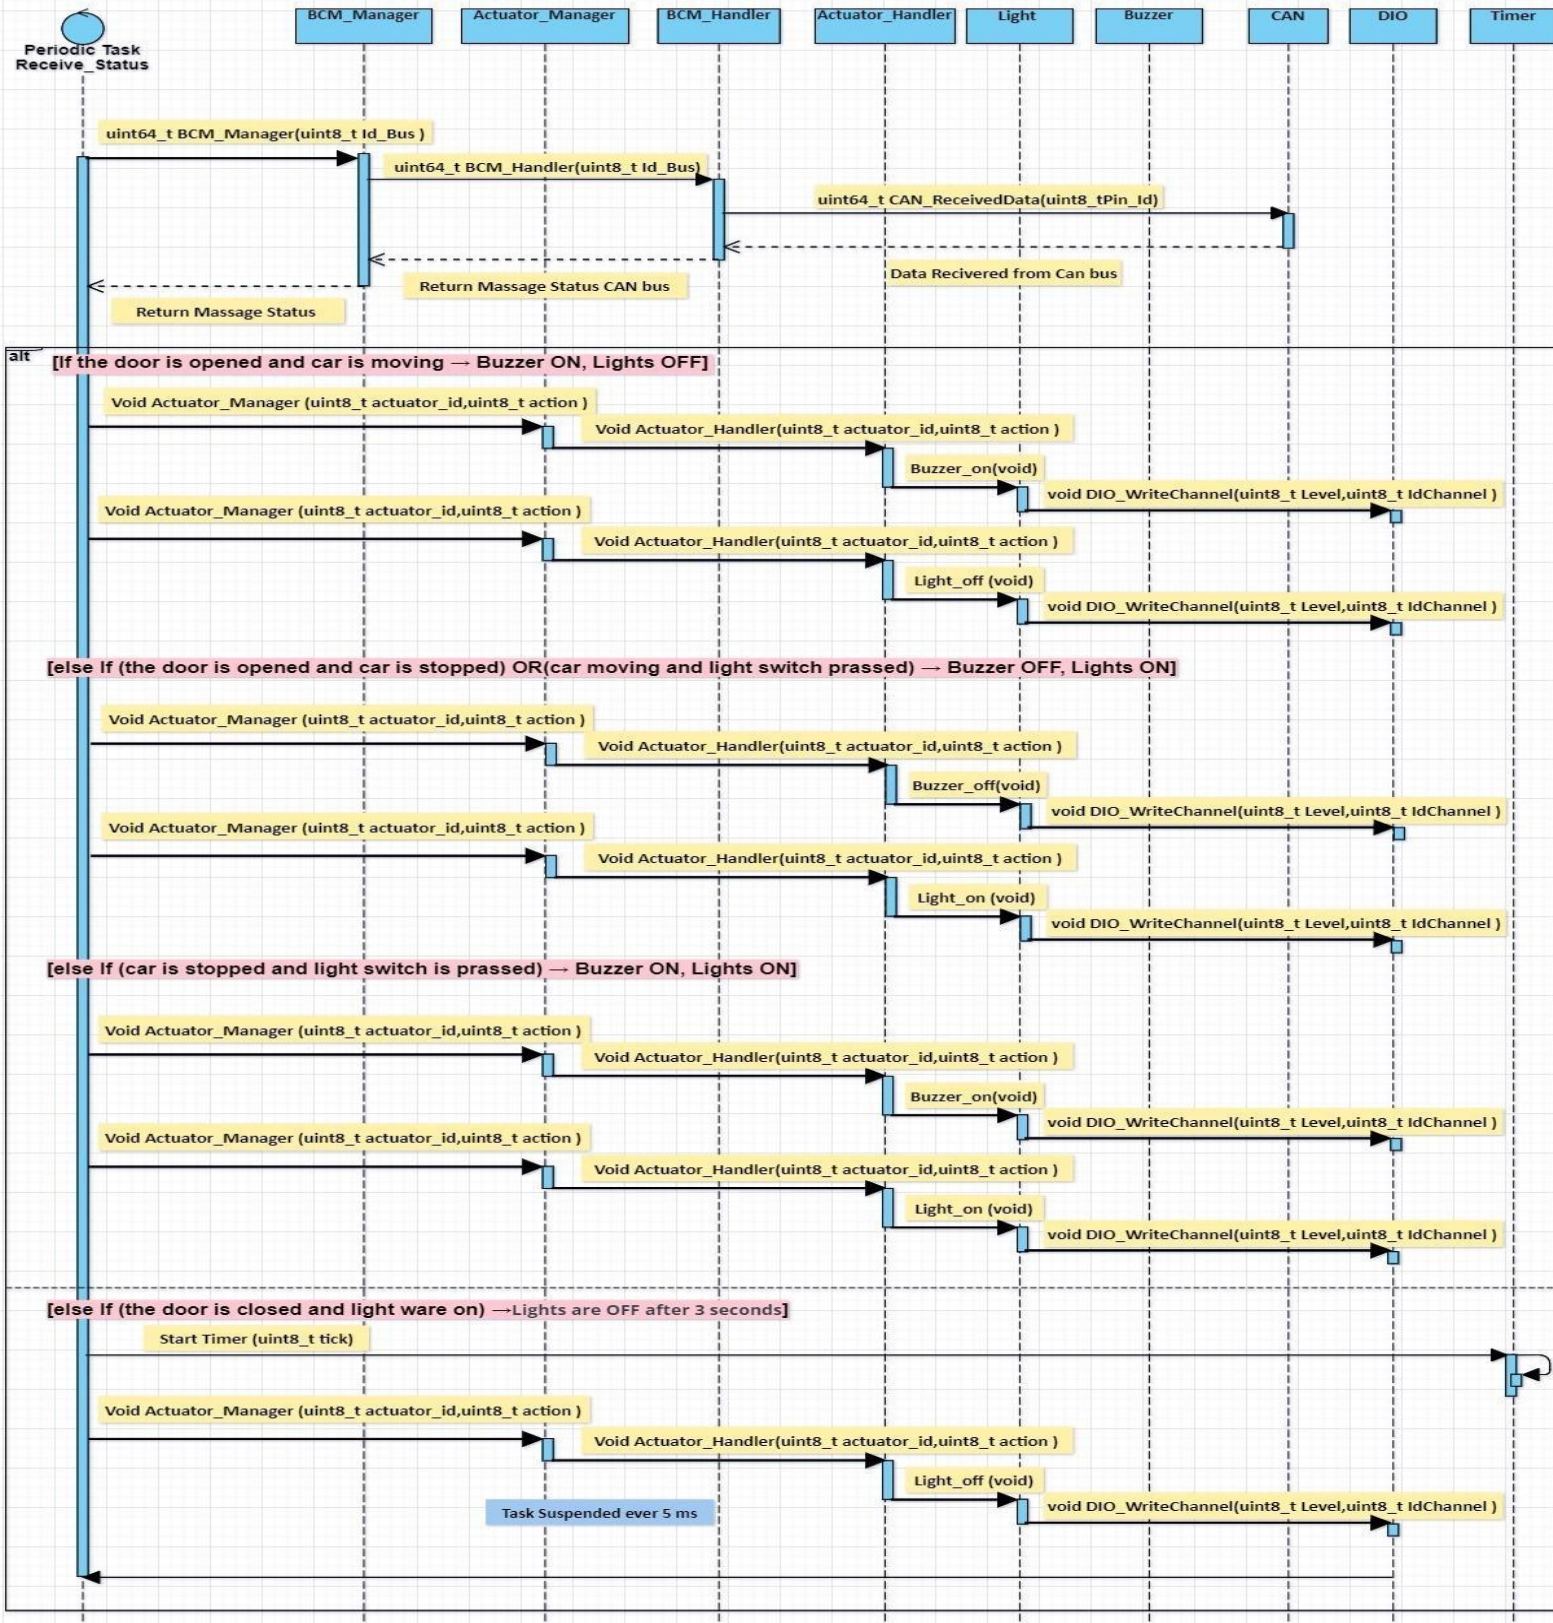 BCM_Manager Actuator_Manager BCM_Handler Actuator_Handler Light Buzzer CAN DIO Timer
Periodic Task
Receive_Status
uint64_t BCM_Manager(uint8_t Id_Bus )
uint64_t BCM_Handler(uint8_t Id_Bus)
uint64_t CAN_ReceivedData(uint8_tPin_Id)
Data Recivered from Can bus
Return Massage Status CAN bus
Return Massage Status
alt
[If the door is opened and car is moving → Buzzer ON, Lights OFF]
Void Actuator_Manager (uint8_t actuator_id,uint8_t action )
Void Actuator_Handler(uint8_t actuator_id,uint8_t action )
Buzzer_on(void)
void DIO_WriteChannel(uint8_t Level,uint8_t IdChannel )
Void Actuator_Manager (uint8_t actuator_id,uint8_t action )
Void Actuator_Handler(uint8_t actuator_id,uint8_t action )
Light_off (void)
void DIO_WriteChannel(uint8_t Level,uint8_t IdChannel )
[else If (the door is opened and car is stopped) OR(car moving and light switch prassed) → Buzzer OFF, Lights ON]
Void Actuator_Manager (uint8_t actuator_id,uint8_t action )
Void Actuator_Handler(uint8_t actuator_id,uint8_t action )
Buzzer_off(void)
void DIO_WriteChannel(uint8_t Level,uint8_t IdChannel )
Void Actuator_Manager (uint8_t actuator_id,uint8_t action )
Void Actuator_Handler(uint8_t actuator_id,uint8_t action )
Light_on (void)
void DIO_WriteChannel(uint8_t Level,uint8_t IdChannel )
[else If (car is stopped and light switch is prassed) → Buzzer ON, Lights ON]
Void Actuator_Manager (uint8_t actuator_id,uint8_t action )
Void Actuator_Handler(uint8_t actuator_id,uint8_t action )
Buzzer_on(void)
void DIO_WriteChannel(uint8_t Level,uint8_t IdChannel )
Void Actuator_Manager (uint8_t actuator_id,uint8_t action )
Void Actuator_Handler(uint8_t actuator_id,uint8_t action )
Light_on (void)
void DIO_WriteChannel(uint8_t Level,uint8_t IdChannel )
[else If (the door is closed and light ware on) →Lights are OFF after 3 seconds]
Start Timer (uint8_t tick)
Void Actuator_Manager (uint8_t actuator_id,uint8_t action )
Void Actuator_Handler(uint8_t actuator_id,uint8_t action )
Light_off (void)
void DIO_WriteChannel(uint8_t Level,uint8_t IdChannel )
Task Suspended ever 5 ms